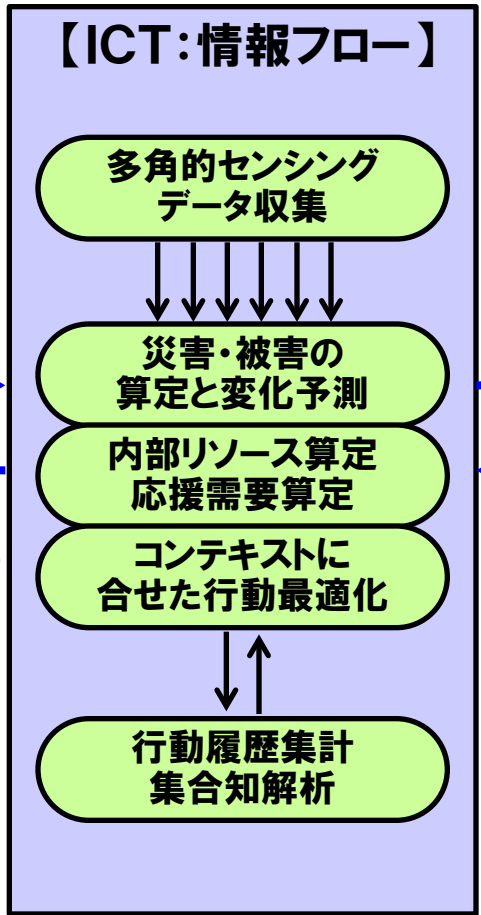 【ICT：情報フロー】
多角的センシング
データ収集
災害・被害の
算定と変化予測
内部リソース算定
応援需要算定
コンテキストに
合せた行動最適化
行動履歴集計
集合知解析